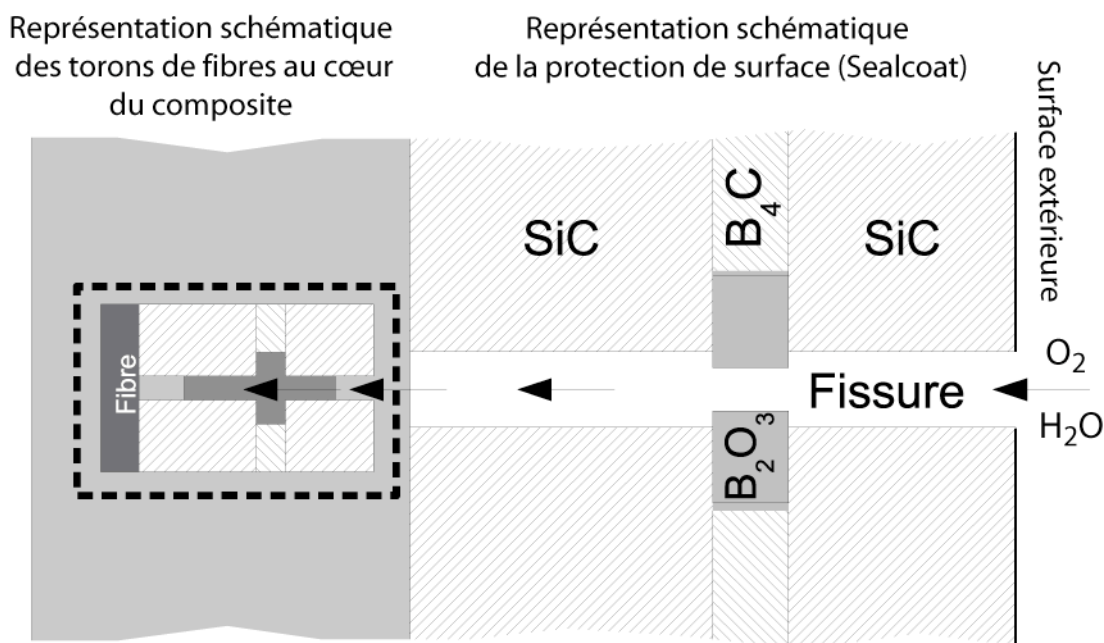 Représentation schématique
des torons de fibres au cœur
du composite
Représentation schématique
de la protection de surface (Sealcoat)
Surface extérieure
SiC
B₄C
SiC
Fibre
Fissure
O₂
H₂O
B₂O₃